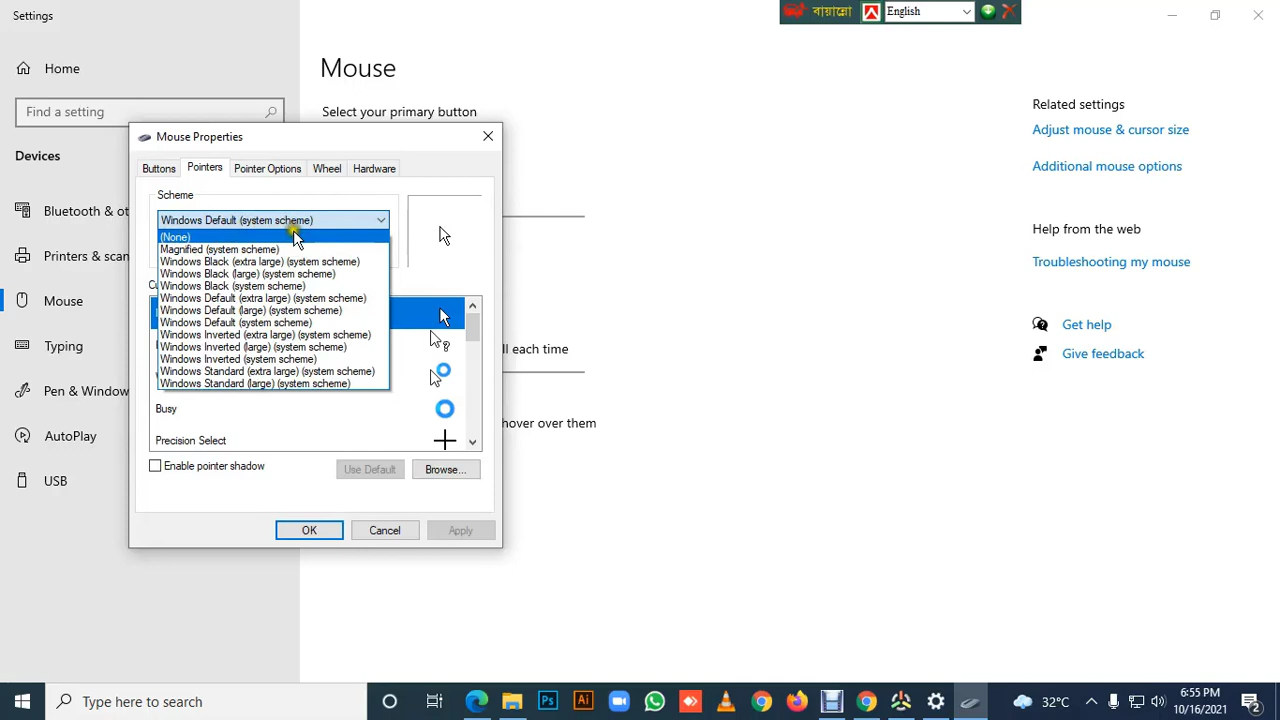 Settings
বায়ান্নো
English
Home
Find a setting
Devices
Bluetooth & ot
Printers & scan
Mouse
Typing
Pen & Window
AutoPlay
USB
Mouse
Select your primary button
ll each time
hover over them
Related settings
Adjust mouse & cursor size
Additional mouse options
Help from the web
Troubleshooting my mouse
Get help
Give feedback
Mouse Properties
Buttons
Pointers
Pointer Options
Wheel
Hardware
Scheme
Windows Default (system scheme)
(None)
Magnified (system scheme)
Windows Black (extra large) (system scheme)
Windows Black (large) (system scheme)
Windows Black (system scheme)
Windows Default (extra large) (system scheme)
Windows Default (large) (system scheme)
Windows Default (system scheme)
Windows Inverted (extra large) (system scheme)
Windows Inverted (large) (system scheme)
Windows Inverted (system scheme)
Windows Standard (extra large) (system scheme)
Windows Standard (large) (system scheme)
Busy
Precision Select
Enable pointer shadow
Use Default
Browse...
OK
Cancel
Apply
Type here to search
Ps
Ai
32°C
6:55 PM
10/16/2021
2